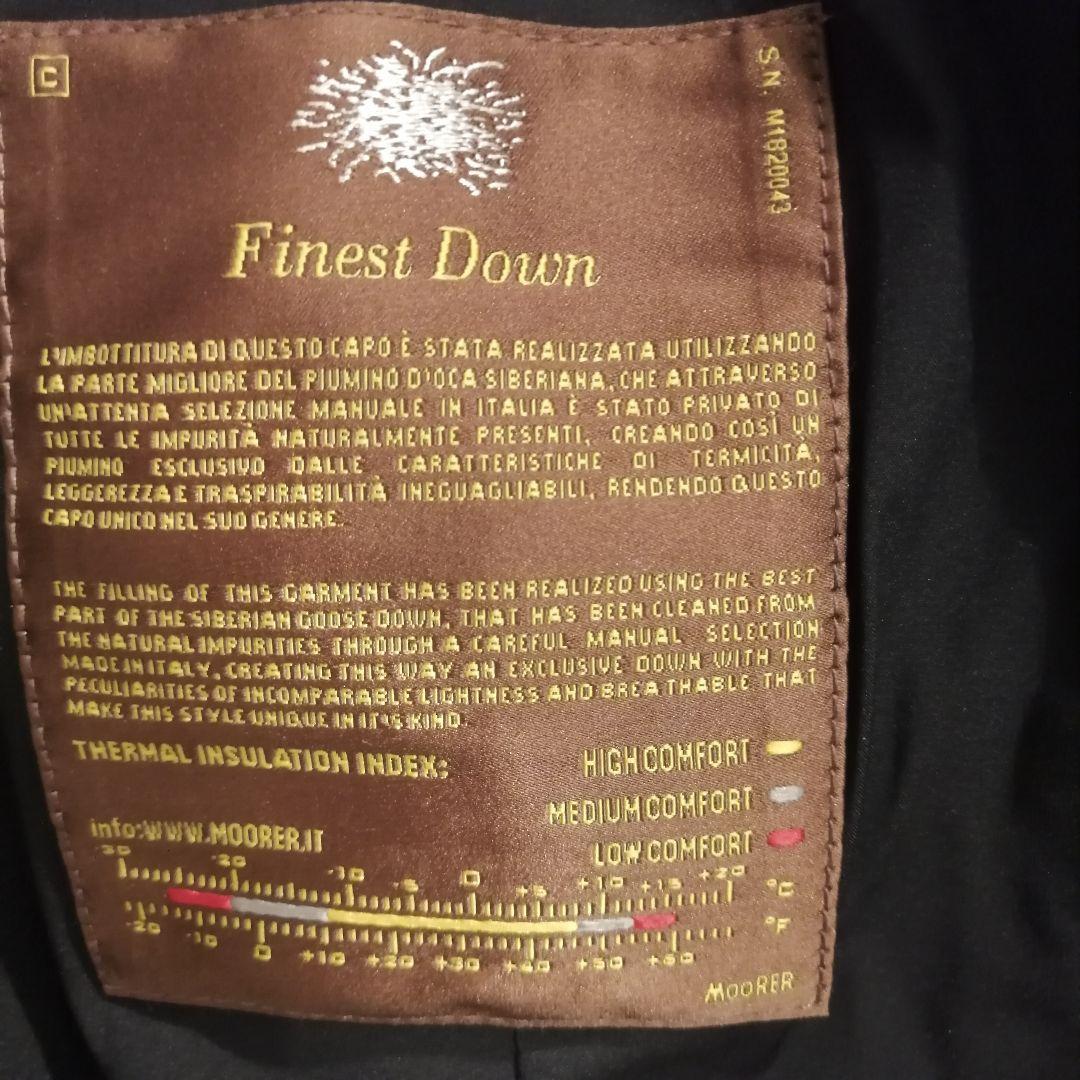 C
S.N. M1820043
Finest Down
L'IMBOTTITURA DI QUESTO CAPO È STATA REALIZZATA UTILIZZANDO
LA PARTE MIGLIORE DEL PIUMINO D'OCA SIBERIANA, CHE ATTRAVERSO
UN'ATTENTA SELEZIONE MANUALE IN ITALIA È STATO PRIVATO DI
TUTTE LE IMPURITÀ NATURALMENTE PRESENTI, CREANDO COSÌ UN
PIUMINO ESCLUSIVO DALLE CARATTERISTICHE DI TERMICITÀ,
LEGGEREZZA E TRASPIRABILITÀ INEGUAGLIABILI, RENDENDO QUESTO
CAPO UNICO NEL SUO GENERE.
THE FILLING OF THIS GARMENT HAS BEEN REALIZED USING THE BEST
PART OF THE SIBERIAN GOOSE DOWN, THAT HAS BEEN CLEANED FROM
THE NATURAL IMPURITIES THROUGH A CAREFUL MANUAL SELECTION
MADE IN ITALY, CREATING THIS WAY AN EXCLUSIVE DOWN WITH THE
PECULIARITIES OF INCOMPARABLE LIGHTNESS AND BREATHABLE THAT
MAKE THIS STYLE UNIQUE IN IT'S KIND.
THERMAL INSULATION INDEX:
HIGH COMFORT
MEDIUM COMFORT
LOW COMFORT
info:WWW.MOORER.IT
-30 -20 -10 -5 0 +5 +10 +15 +20 °C
-20 -10 0 +10 +20 +30 +40 +50 +60 °F
MOORER